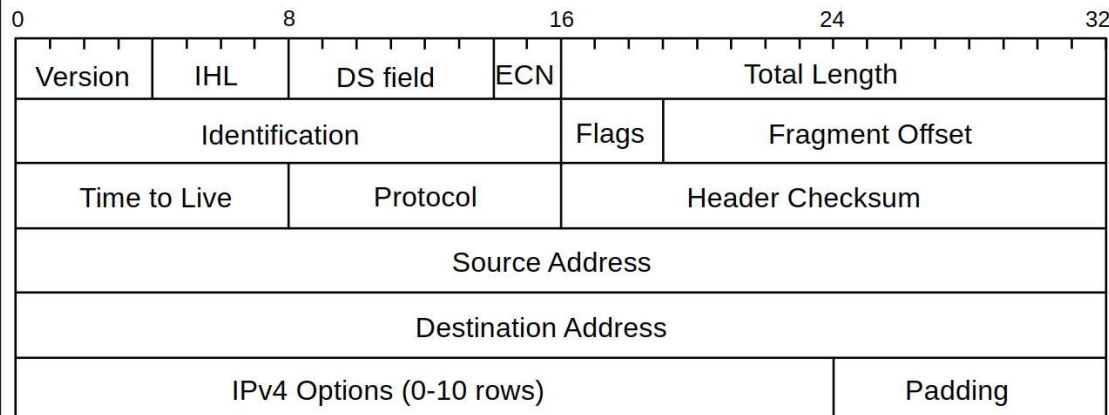 0 8 16 24 32
Version IHL DS field ECN Total Length
Identification Flags Fragment Offset
Time to Live Protocol Header Checksum
Source Address
Destination Address
IPv4 Options (0-10 rows) Padding